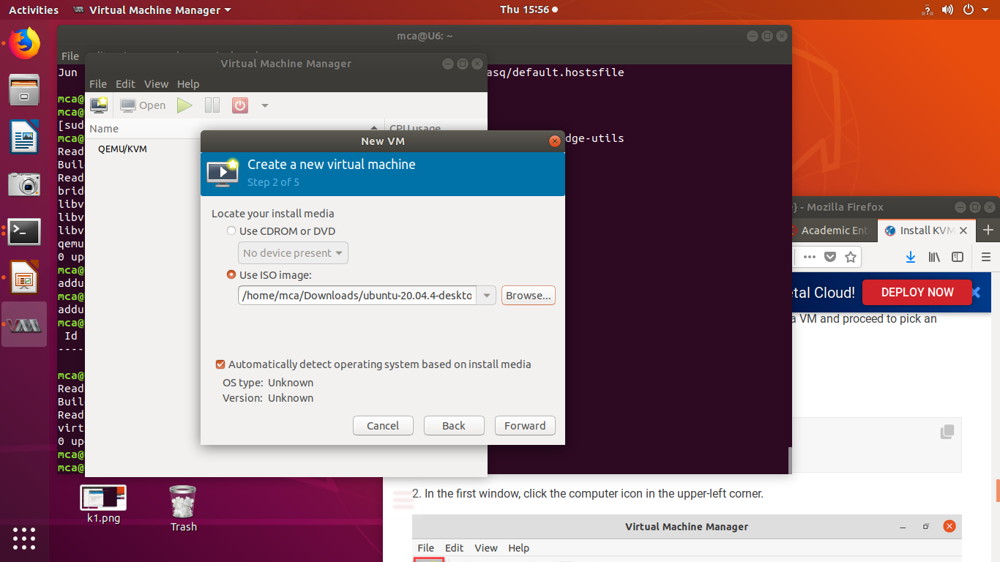 Activities
Virtual Machine Manager
Thu 15:56
mca@U6: ~
File
Jun
asq/default.hostsfile
mca@
mca@
[sud
mca@
dge-utils
Read
Buil
Read
brid
libv
libv
libv
qemu
0 up
mca@
addu
mca@
addu
mca@
Id
----
mca@
Read
Buil
Read
virt
0 up
mca@
mca@
Virtual Machine Manager
File Edit View Help
Open
Name
CPU usage
QEMU/KVM
New VM
Create a new virtual machine
Step 2 of 5
Locate your install media
Use CDROM or DVD
No device present
Use ISO image:
/home/mca/Downloads/ubuntu-20.04.4-deskto
Browse...
Automatically detect operating system based on install media
OS type: Unknown
Version: Unknown
Cancel Back Forward
} - Mozilla Firefox
Academic Ent
Install KVM
etal Cloud!
DEPLOY NOW
a VM and proceed to pick an
2. In the first window, click the computer icon in the upper-left corner.
Virtual Machine Manager
File Edit View Help
k1.png
Trash